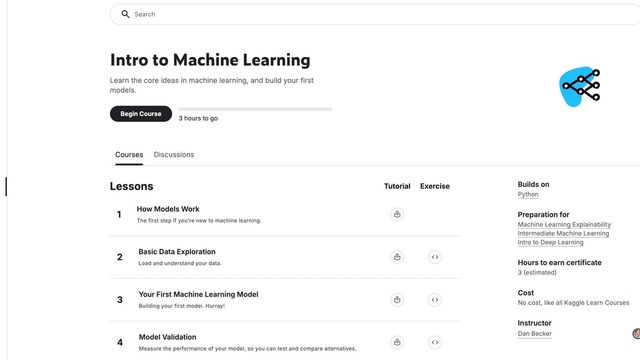 Search
Intro to Machine Learning
Learn the core ideas in machine learning, and build your first
models.
Begin Course
3 hours to go
Courses Discussions
Lessons Tutorial Exercise
1 How Models Work
The first step if you're new to machine learning.
2 Basic Data Exploration
Load and understand your data.
3 Your First Machine Learning Model
Building your first model. Hurray!
4 Model Validation
Measure the performance of your model, so you can test and compare alternatives.
Builds on
Python
Preparation for
Machine Learning Explainability
Intermediate Machine Learning
Intro to Deep Learning
Hours to earn certificate
3 (estimated)
Cost
No cost, like all Kaggle Learn Courses
Instructor
Dan Becker